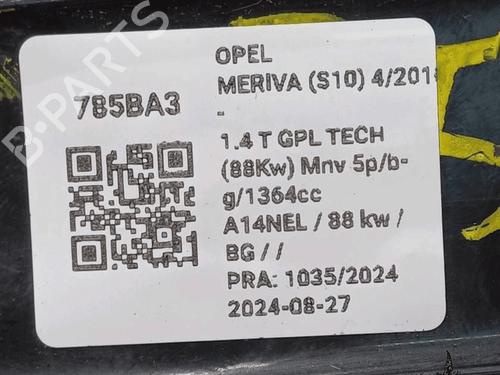 B-PARTS
785BA3
OPEL
MERIVA (S10) 4/201
-
1.4 T GPL TECH
(88Kw) Mnv 5p/b-
g/1364cc
A14NEL / 88 kw /
BG / /
PRA: 1035/2024
2024-08-27